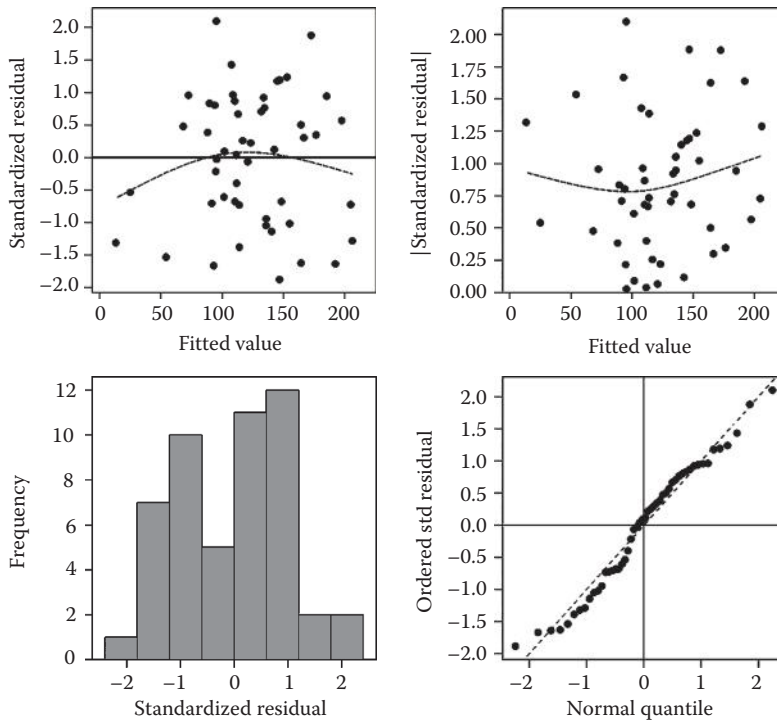 2.0
1.5
1.0
0.5
0.0
−0.5
−1.0
−1.5
−2.0
Standardized residual
0 50 100 150 200
Fitted value
2.00
1.75
1.50
1.25
1.00
0.75
0.50
0.25
0.00
|Standardized residual|
0 50 100 150 200
Fitted value
12
10
8
6
4
2
0
Frequency
−2 −1 0 1 2
Standardized residual
2.0
1.5
1.0
0.5
0.0
−0.5
−1.0
−1.5
−2.0
Ordered std residual
−2 −1 0 1 2
Normal quantile